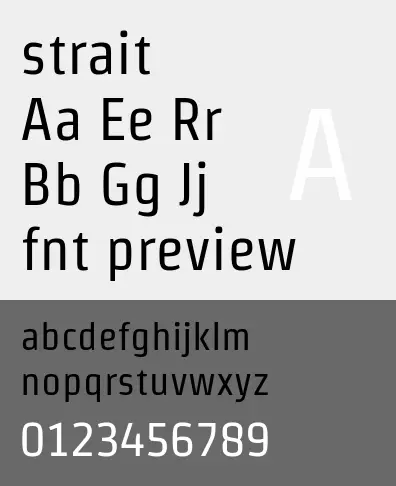 strait
Aa Ee Rr
A
Bb Gg Jj
fnt preview
abcdefghijklm
nopqrstuvwxyz
0123456789